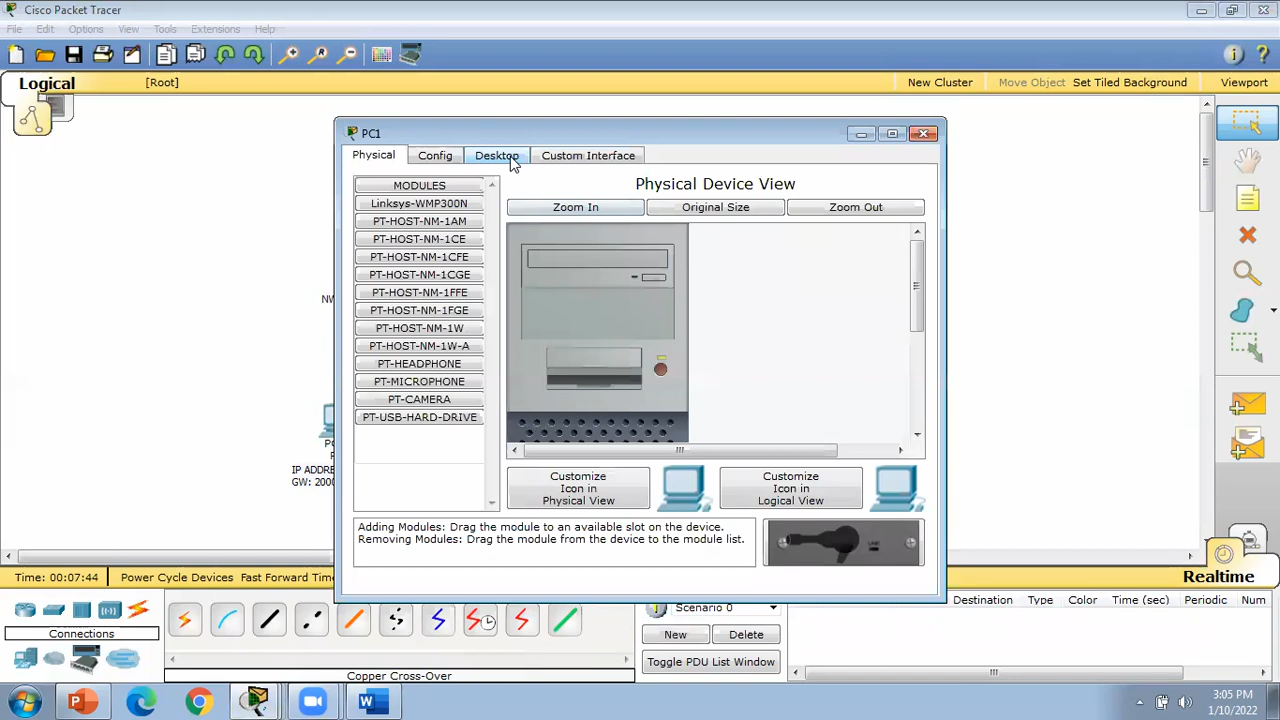 Cisco Packet Tracer
File Edit Options View Tools Extensions Help
Logical [Root] New Cluster Move Object Set Tiled Background Viewport
PC1
Physical Config Desktop Custom Interface
MODULES
Linksys-WMP300N
PT-HOST-NM-1AM
PT-HOST-NM-1CE
PT-HOST-NM-1CFE
PT-HOST-NM-1CGE
PT-HOST-NM-1FFE
PT-HOST-NM-1FGE
PT-HOST-NM-1W
PT-HOST-NM-1W-A
PT-HEADPHONE
PT-MICROPHONE
PT-CAMERA
PT-USB-HARD-DRIVE
Physical Device View
Zoom In Original Size Zoom Out
Customize
Icon in
Physical View
Customize
Icon in
Logical View
Adding Modules: Drag the module to an available slot on the device.
Removing Modules: Drag the module from the device to the module list.
IP ADDRE
GW: 2000
Time: 00:07:44 Power Cycle Devices Fast Forward Tim
Realtime
Connections
Copper Cross-Over
Scenario 0
New Delete
Toggle PDU List Window
Destination Type Color Time (sec) Periodic Num
3:05 PM
1/10/2022